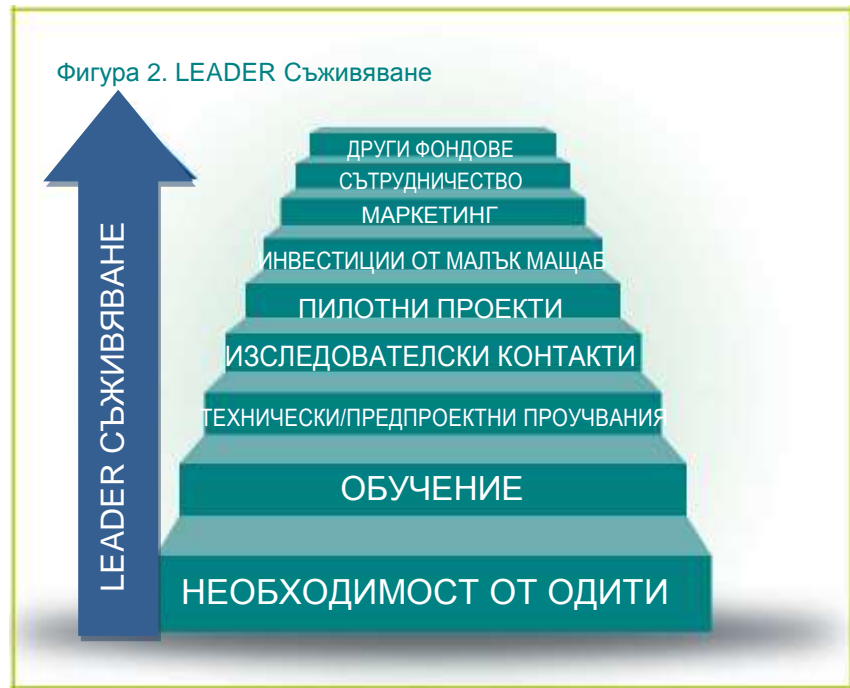 Фигура 2. LEADER Съживяване
ДРУГИ ФОНДОВЕ
СЪТРУДНИЧЕСТВО
МАРКЕТИНГ
ИНВЕСТИЦИИ ОТ МАЛЪК МАЩАБ
ПИЛОТНИ ПРОЕКТИ
ИЗСЛЕДОВАТЕЛСКИ КОНТАКТИ
ТЕХНИЧЕСКИ/ПРЕДПРОЕКТНИ ПРОУЧВАНИЯ
ОБУЧЕНИЕ
НЕОБХОДИМОСТ ОТ ОДИТИ
LEADER СЪЖИВЯВАНЕ